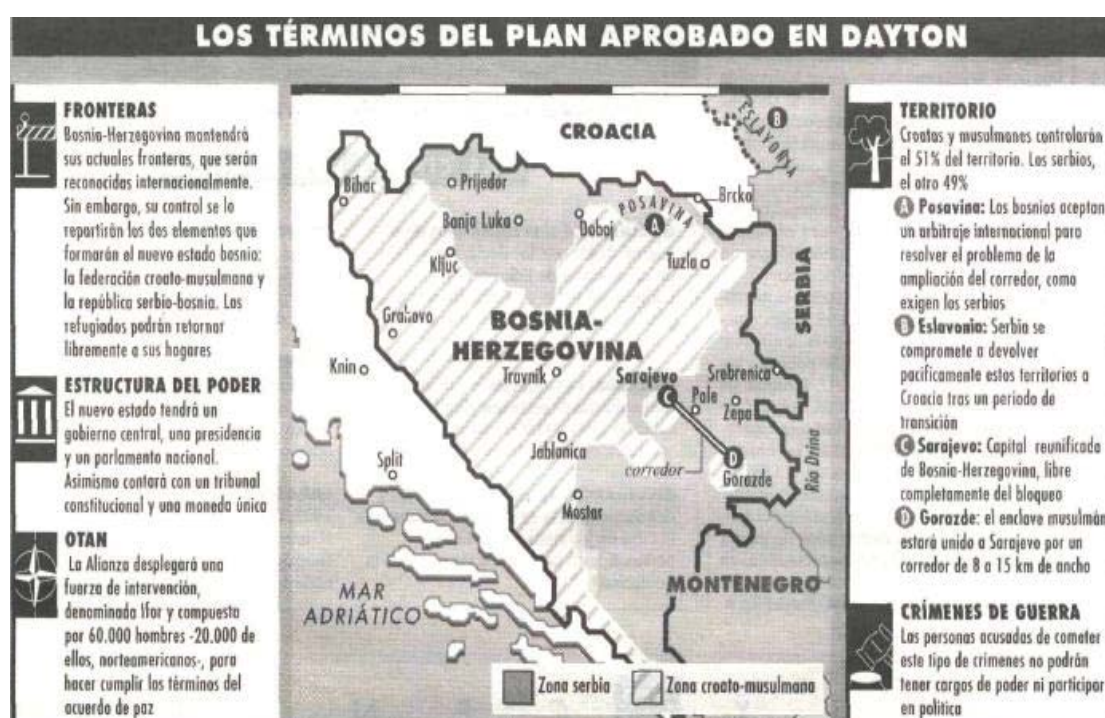 LOS TÉRMINOS DEL PLAN APROBADO EN DAYTON
FRONTERAS
Bosnia-Herzegovina mantendrá
sus actuales fronteras, que serán
reconocidas internacionalmente.
Sin embargo, su control se lo
repartirán los dos elementos que
formarán el nuevo estado bosnio:
la federación croato-musulmana y
la república serbio-bosnia. Los
refugiados podrán retornar
libremente a sus hogares
ESTRUCTURA DEL PODER
El nuevo estado tendrá un
gobierno central, una presidencia
y un parlamento nacional.
Asimismo contará con un tribunal
constitucional y una moneda única
OTAN
La Alianza desplegará una
fuerza de intervención,
denominada Ifor y compuesta
por 60.000 hombres -20.000 de
ellos, norteamericanos-, para
hacer cumplir los términos del
acuerdo de paz
CROACIA
ESLAVONIA
B
Bihac
Prijedor
Banja Luka
Doboj
POSAVINA
A
Brcko
Kljuc
Tuzla
SERBIA
Grahovo
BOSNIA-
HERZEGOVINA
Knin
Travnik
Sarajevo
C
Srebrenica
Pale
Zepa
Split
Jablanica
corredor
D
Gorazde
Río Drina
Mostar
MAR
ADRIÁTICO
MONTENEGRO
Zona serbia
Zona croato-musulmana
TERRITORIO
Croatas y musulmanes controlarán
el 51% del territorio. Los serbios,
el otro 49%
A Posavina: Los bosnios aceptan
un arbitraje internacional para
resolver el problema de la
ampliación del corredor, como
exigen los serbios
B Eslavonia: Serbia se
compromete a devolver
pacificamente estos territorios a
Croacia tras un periodo de
transición
C Sarajevo: Capital reunificada
de Bosnia-Herzegovina, libre
completamente del bloqueo
D Gorazde: el enclave musulmán
estará unido a Sarajevo por un
corredor de 8 a 15 km de ancho
CRÍMENES DE GUERRA
Las personas acusadas de cometer
este tipo de crimenes no podrán
tener cargos de poder ni participar
en política